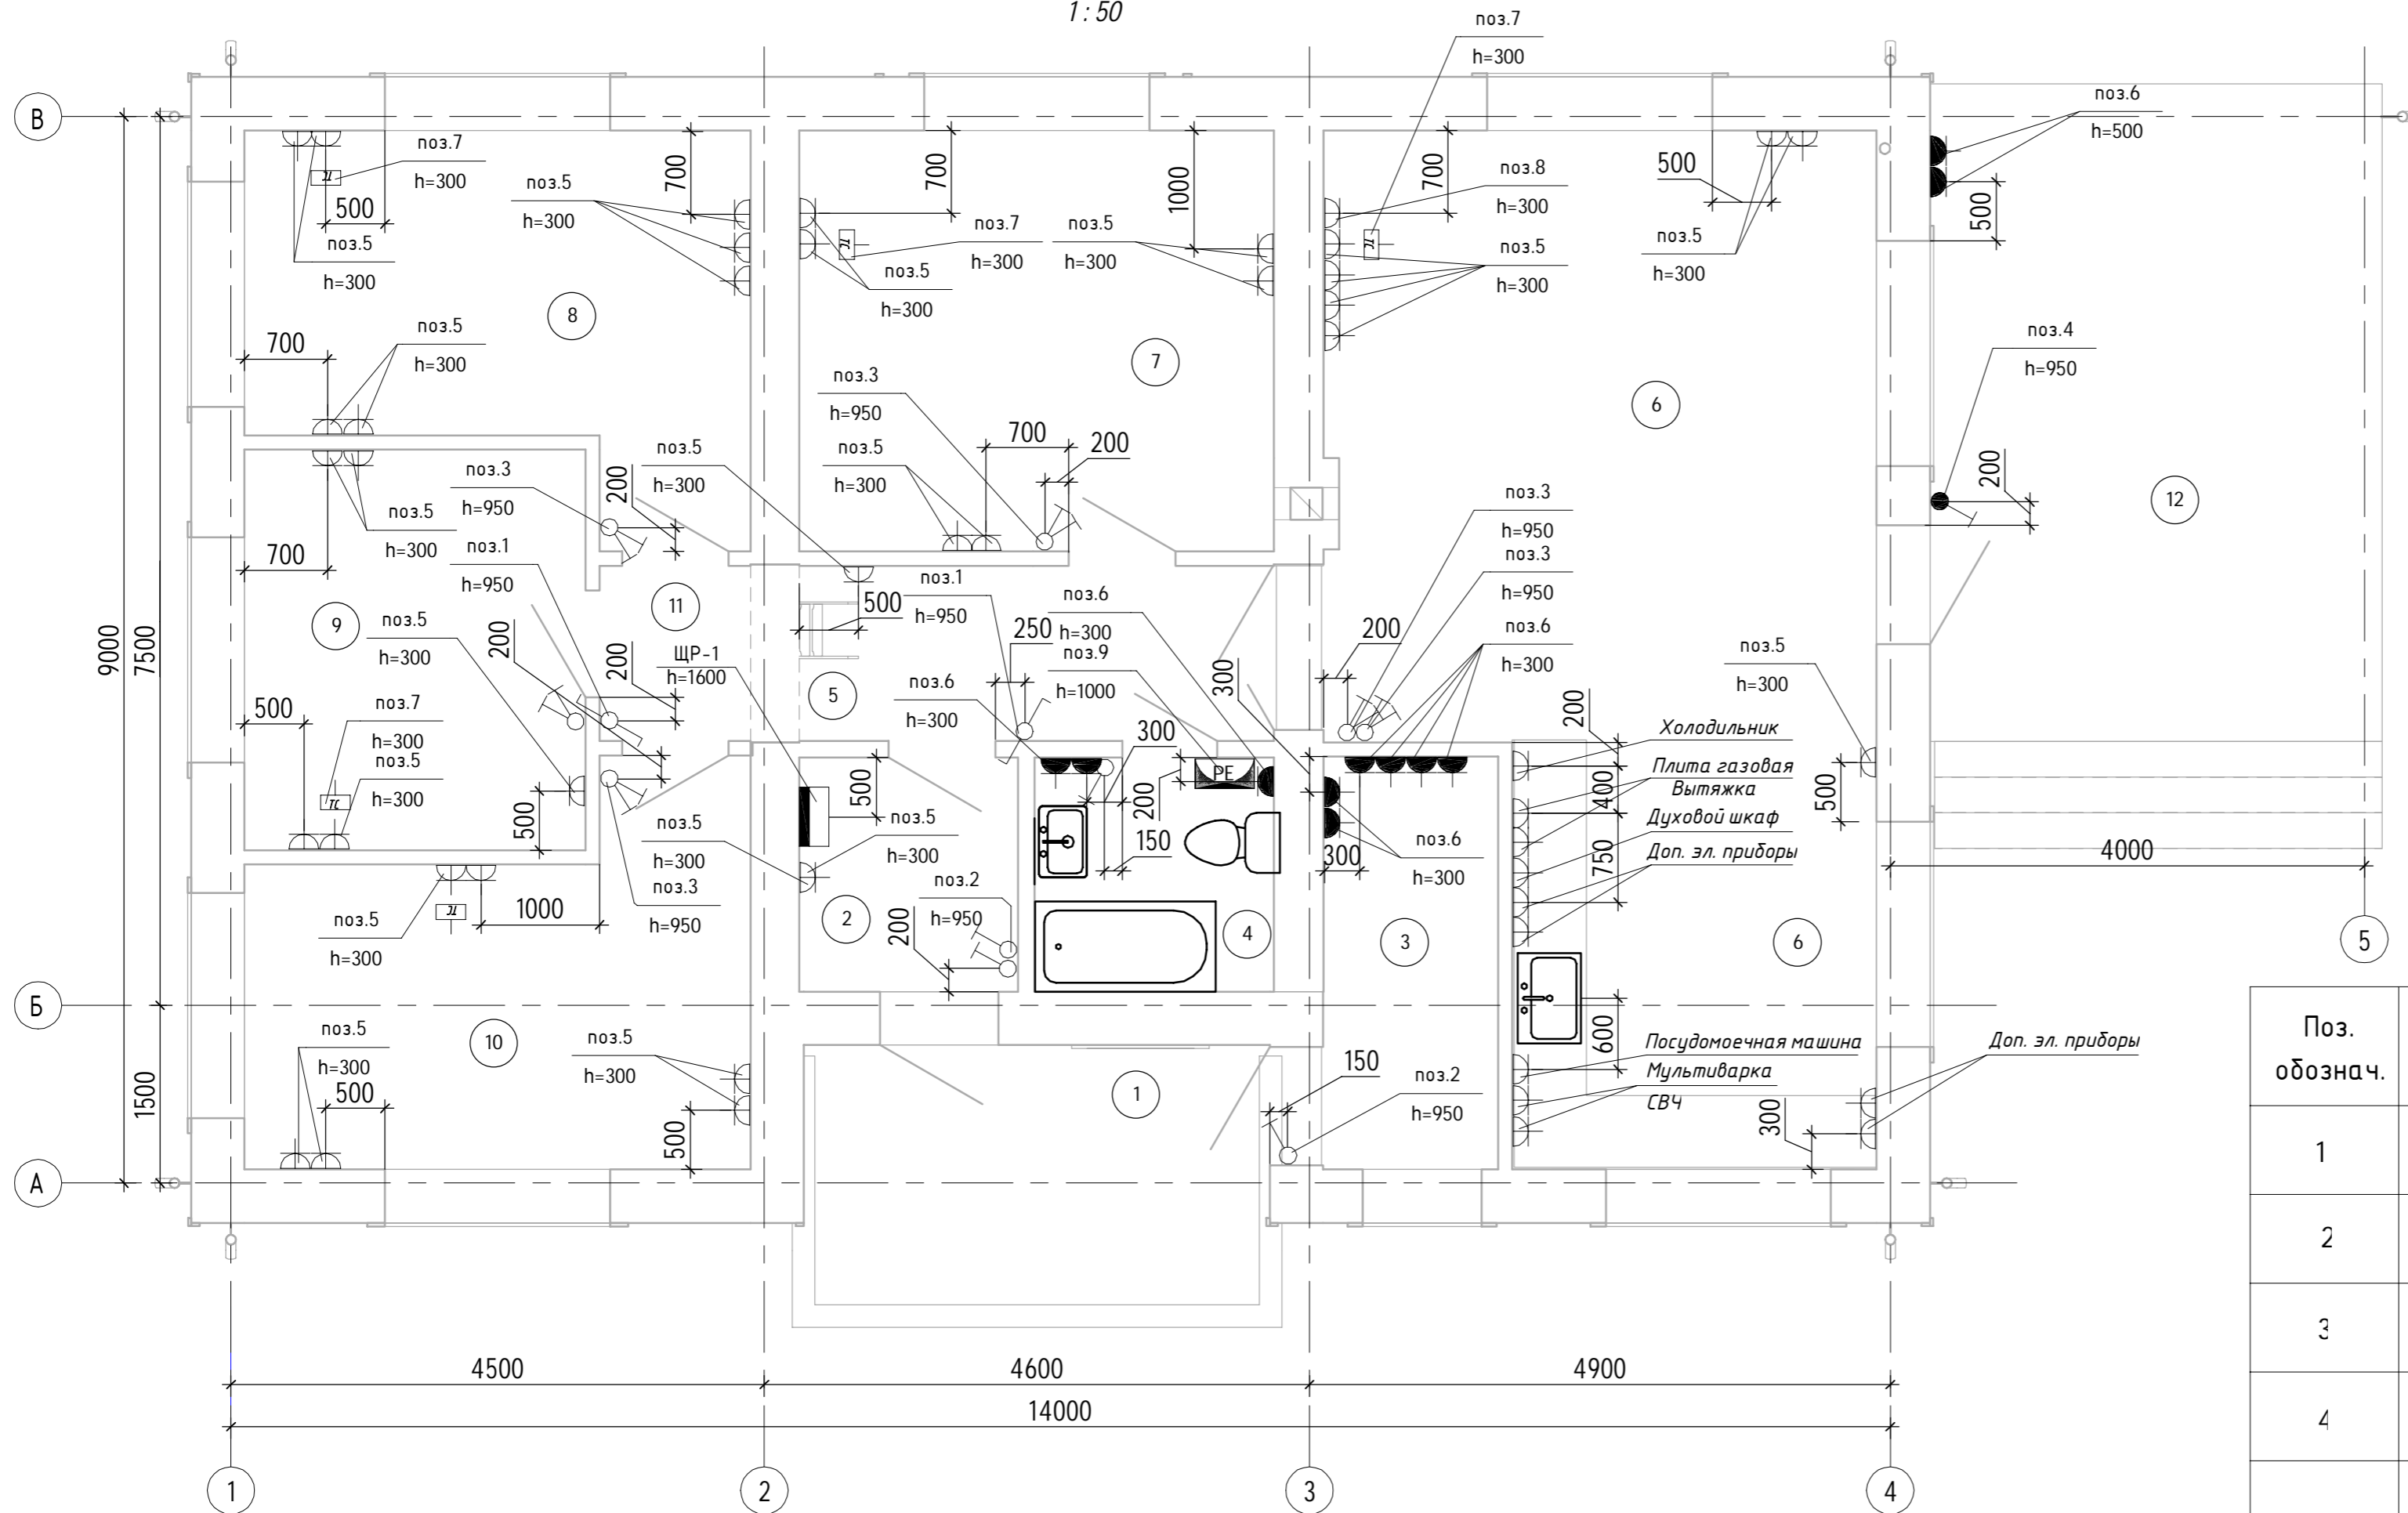 1 : 50
поз.7
h=300
В
поз.6
h=500
500
поз.7
h=300
500
поз.5
h=300
поз.5
h=300
700
700
1000
поз.7
h=300
поз.5
h=300
поз.5
h=300
700
поз.8
h=300
поз.5
h=300
500
поз.5
h=300
8
7
6
поз.4
h=950
200
12
700
поз.5
h=300
поз.3
h=950
поз.5
h=300
700
200
поз.5
h=300
поз.3
h=950
200
поз.5
h=300
700
поз.1
h=950
поз.3
h=950
поз.3
h=950
поз.6
h=300
200
9000
7500
9
11
поз.5
h=300
200
200
500
поз.1
h=950
250
поз.6
h=300
поз.9
h=1000
300
ЩР-1
h=1600
5
поз.6
h=300
500
поз.7
h=300
поз.5
h=300
500
поз.5
h=300
500
200
Холодильник
400
Плита газовая
Вытяжка
Духовой шкаф
750
Доп. эл. приборы
4000
5
300
200
PE
150
500
поз.5
h=300
поз.5
h=300
поз.3
h=950
поз.2
h=950
200
2
4
300
поз.6
h=300
3
6
1000
поз.5
h=300
Б
10
поз.5
h=300
500
поз.5
h=300
500
1500
1
150
поз.2
h=950
600
Посудомоечная машина
Мультиварка
СВЧ
Доп. эл. приборы
300
А
Поз.
обознач.
1
2
3
4
4500
4600
4900
14000
1
2
3
4